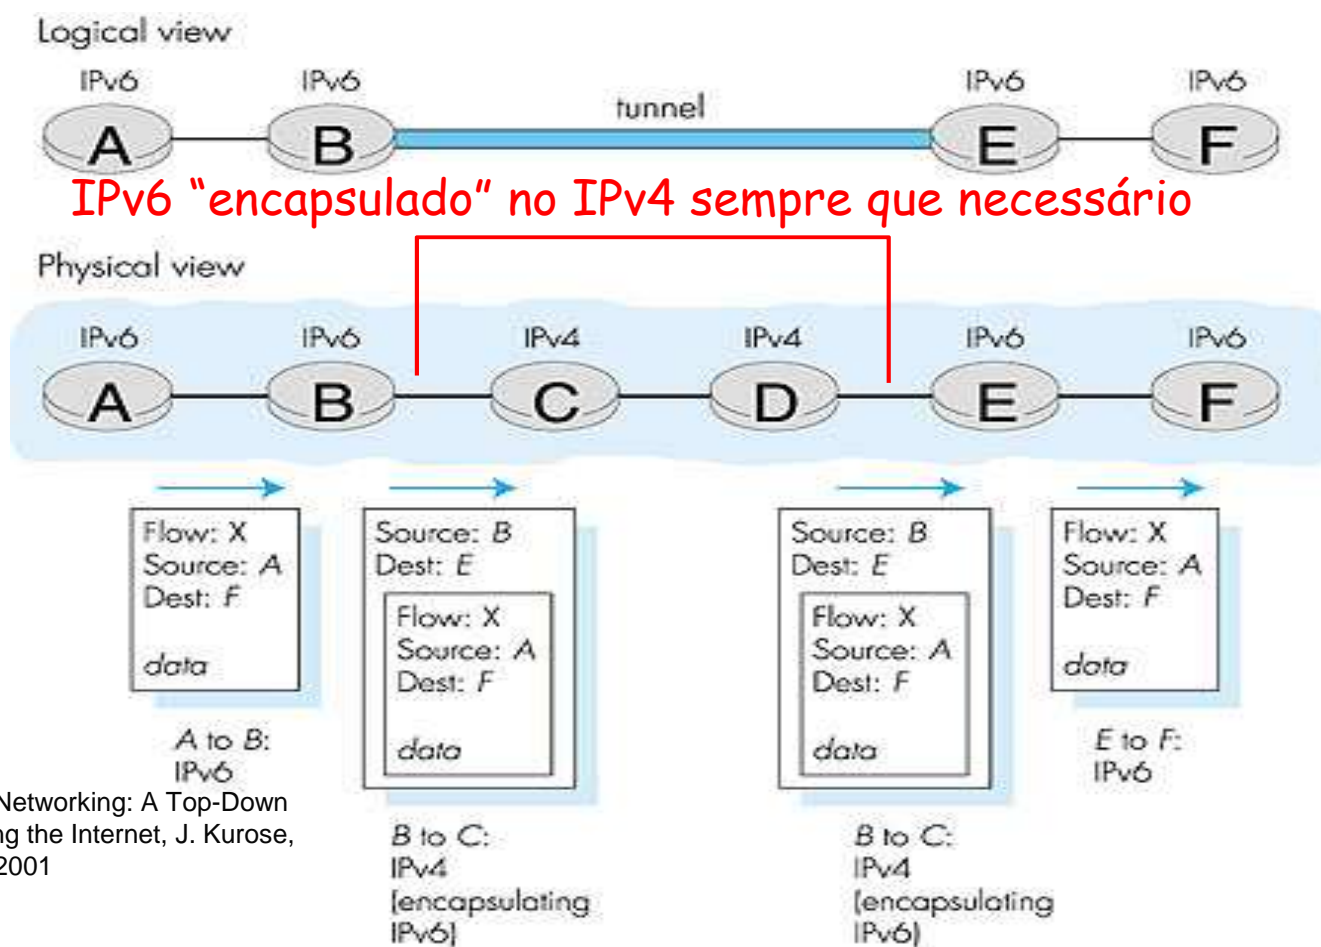 Logical view
IPv6 IPv6 IPv6 IPv6
tunnel
A B E F
IPv6 “encapsulado” no IPv4 sempre que necessário
Physical view
IPv6 IPv6 IPv4 IPv4 IPv6 IPv6
A B C D E F
Flow: X
Source: A
Dest: F
data
A to B:
IPv6
Source: B
Dest: E
Flow: X
Source: A
Dest: F
data
B to C:
IPv4
(encapsulating
IPv6)
Source: B
Dest: E
Flow: X
Source: A
Dest: F
data
B to C:
IPv4
(encapsulating
IPv6)
Flow: X
Source: A
Dest: F
data
E to F:
IPv6
Networking: A Top-Down
ng the Internet, J. Kurose,
2001